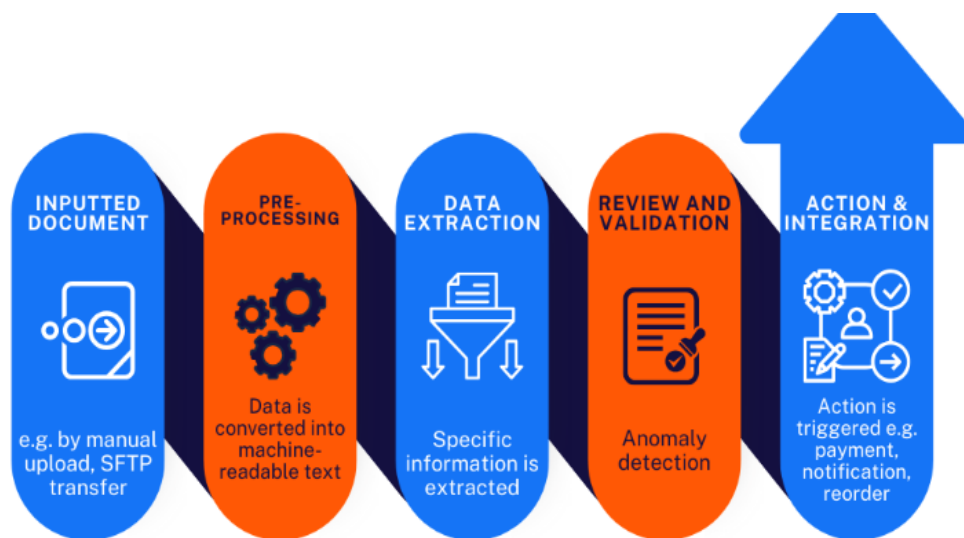 INPUTTED
DOCUMENT
e.g. by manual
upload, SFTP
transfer
PRE-
PROCESSING
Data is
converted into
machine-
readable text
DATA
EXTRACTION
Specific
information is
extracted
REVIEW AND
VALIDATION
Anomaly
detection
ACTION &
INTEGRATION
Action is
triggered e.g.
payment,
notification,
reorder